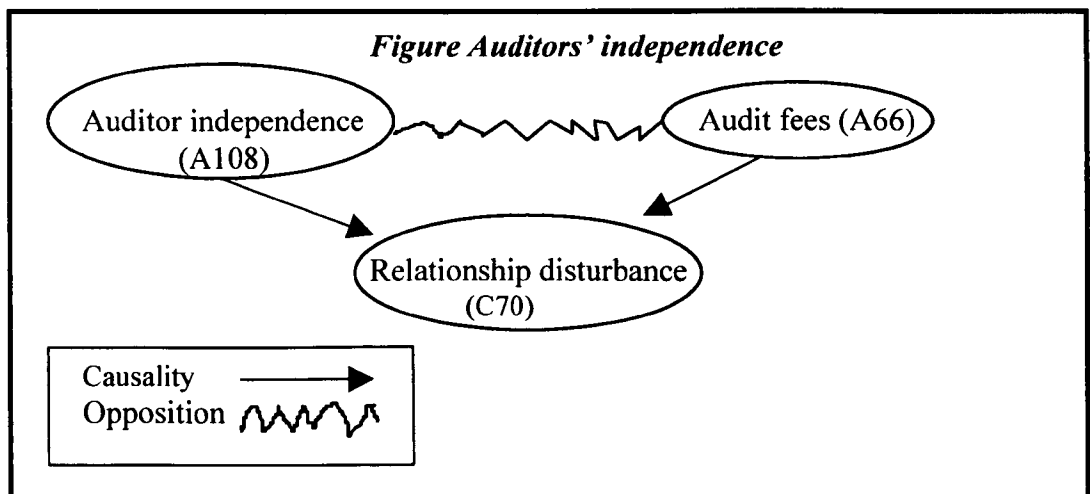 Figure Auditors’ independence
Auditor independence
(A108)
Audit fees (A66)
Relationship disturbance
(C70)
Causality
Opposition